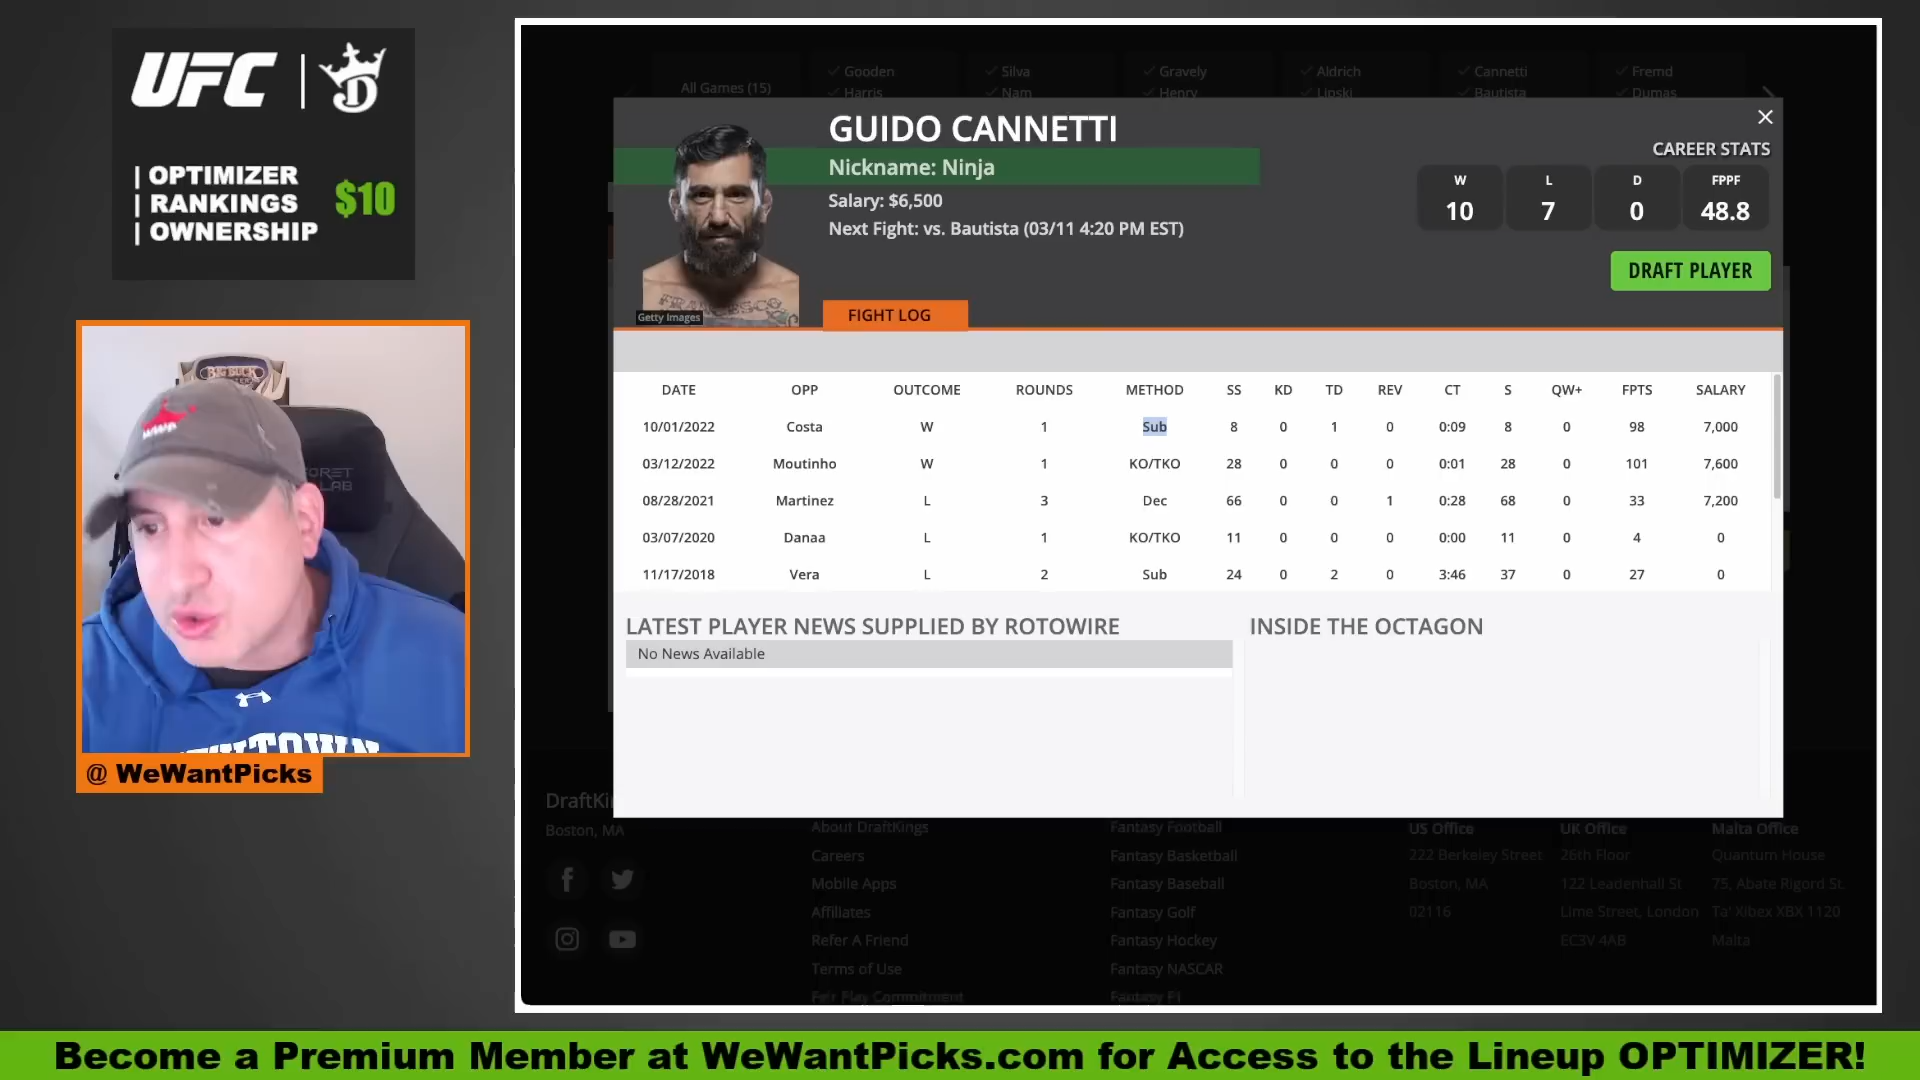 UFC | D
| OPTIMIZER
| RANKINGS
| OWNERSHIP
$10
BIG BUCK
@ WeWantPicks
All Games (15)
Gooden
Harris
Silva
Nam
Gravely
Henry
Aldrich
Lipski
Cannetti
Bautista
Fremd
Dumas
GUIDO CANNETTI
Nickname: Ninja
Salary: $6,500
Next Fight: vs. Bautista (03/11 4:20 PM EST)
Getty Images
CAREER STATS
W L D FPPF
10 7 0 48.8
DRAFT PLAYER
FIGHT LOG
DATE OPP OUTCOME ROUNDS METHOD SS KD TD REV CT S QW+ FPTS SALARY
10/01/2022 Costa W 1 Sub 8 0 1 0 0:09 8 0 98 7,000
03/12/2022 Moutinho W 1 KO/TKO 28 0 0 0 0:01 28 0 101 7,600
08/28/2021 Martinez L 3 Dec 66 0 0 1 0:28 68 0 33 7,200
03/07/2020 Danaa L 1 KO/TKO 11 0 0 0 0:00 11 0 4 0
11/17/2018 Vera L 2 Sub 24 0 2 0 3:46 37 0 27 0
LATEST PLAYER NEWS SUPPLIED BY ROTOWIRE
No News Available
INSIDE THE OCTAGON
DraftKi
Boston, MA
About DraftKings
Careers
Mobile Apps
Affiliates
Refer A Friend
Terms of Use
Fair Play Commitment
Fantasy Football
Fantasy Basketball
Fantasy Baseball
Fantasy Golf
Fantasy Hockey
Fantasy NASCAR
Fantasy F1
US Office
222 Berkeley Street
Boston, MA
02116
UK Office
26th Floor
122 Leadenhall St
Lime Street, London
EC3V 4AB
Malta Office
Quantum House
75, Abate Rigord St.
Ta' Xibex XBX 1120
Malta
Become a Premium Member at WeWantPicks.com for Access to the Lineup OPTIMIZER!